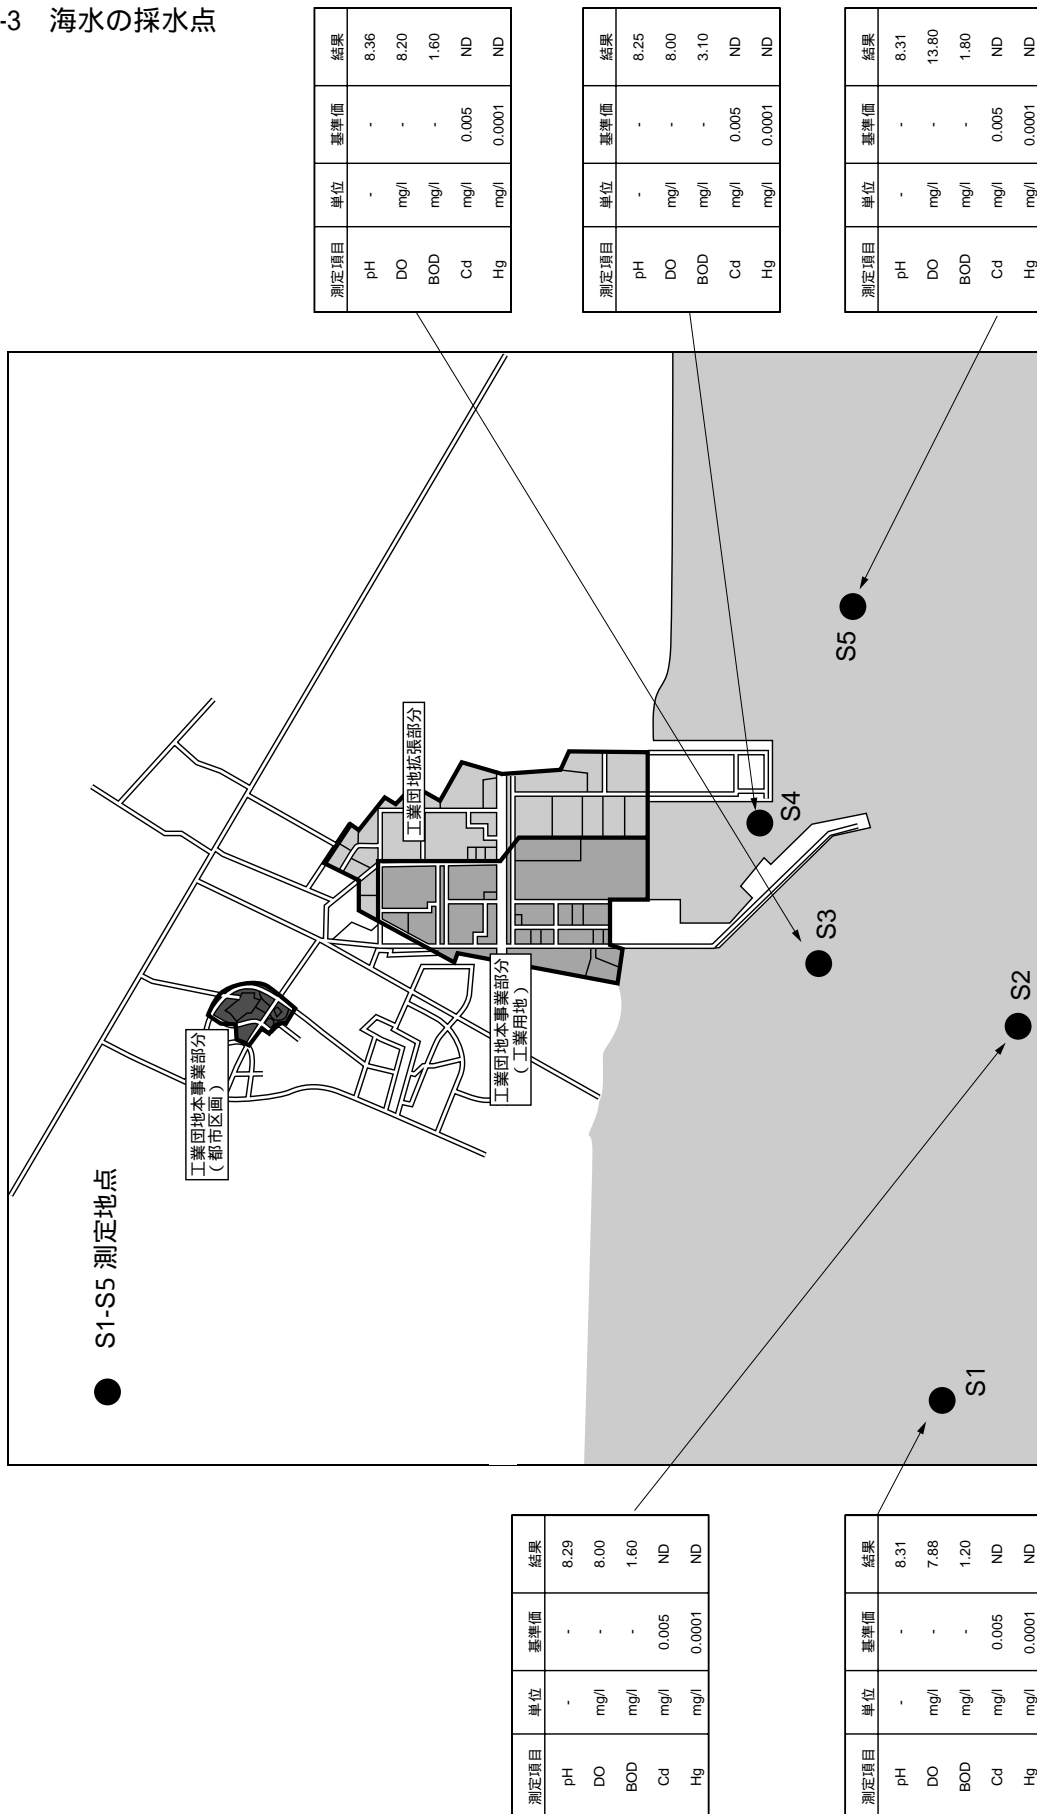 -3 海水の採水点
測定項目 単位 基準値 結果
pH - - 8.36
DO mg/l - 8.20
BOD mg/l - 1.60
Cd mg/l 0.005 ND
Hg mg/l 0.0001 ND
測定項目 単位 基準価 結果
pH - - 8.25
DO mg/l - 8.00
BOD mg/l - 3.10
Cd mg/l 0.005 ND
Hg mg/l 0.0001 ND
測定項目 単位 基準価 結果
pH - - 8.31
DO mg/l - 13.80
BOD mg/l - 1.80
Cd mg/l 0.005 ND
Hg mg/l 0.0001 ND
S1-S5 測定地点
工業団地本事業部分
(都市区画)
工業団地拡張部分
工業団地本事業部分
(工業用地)
S5
S4
S3
S2
S1
測定項目 単位 基準価 結果
pH - - 8.29
DO mg/l - 8.00
BOD mg/l - 1.60
Cd mg/l 0.005 ND
Hg mg/l 0.0001 ND
測定項目 単位 基準価 結果
pH - - 8.31
DO mg/l - 7.88
BOD mg/l - 1.20
Cd mg/l 0.005 ND
Hg mg/l 0.0001 ND